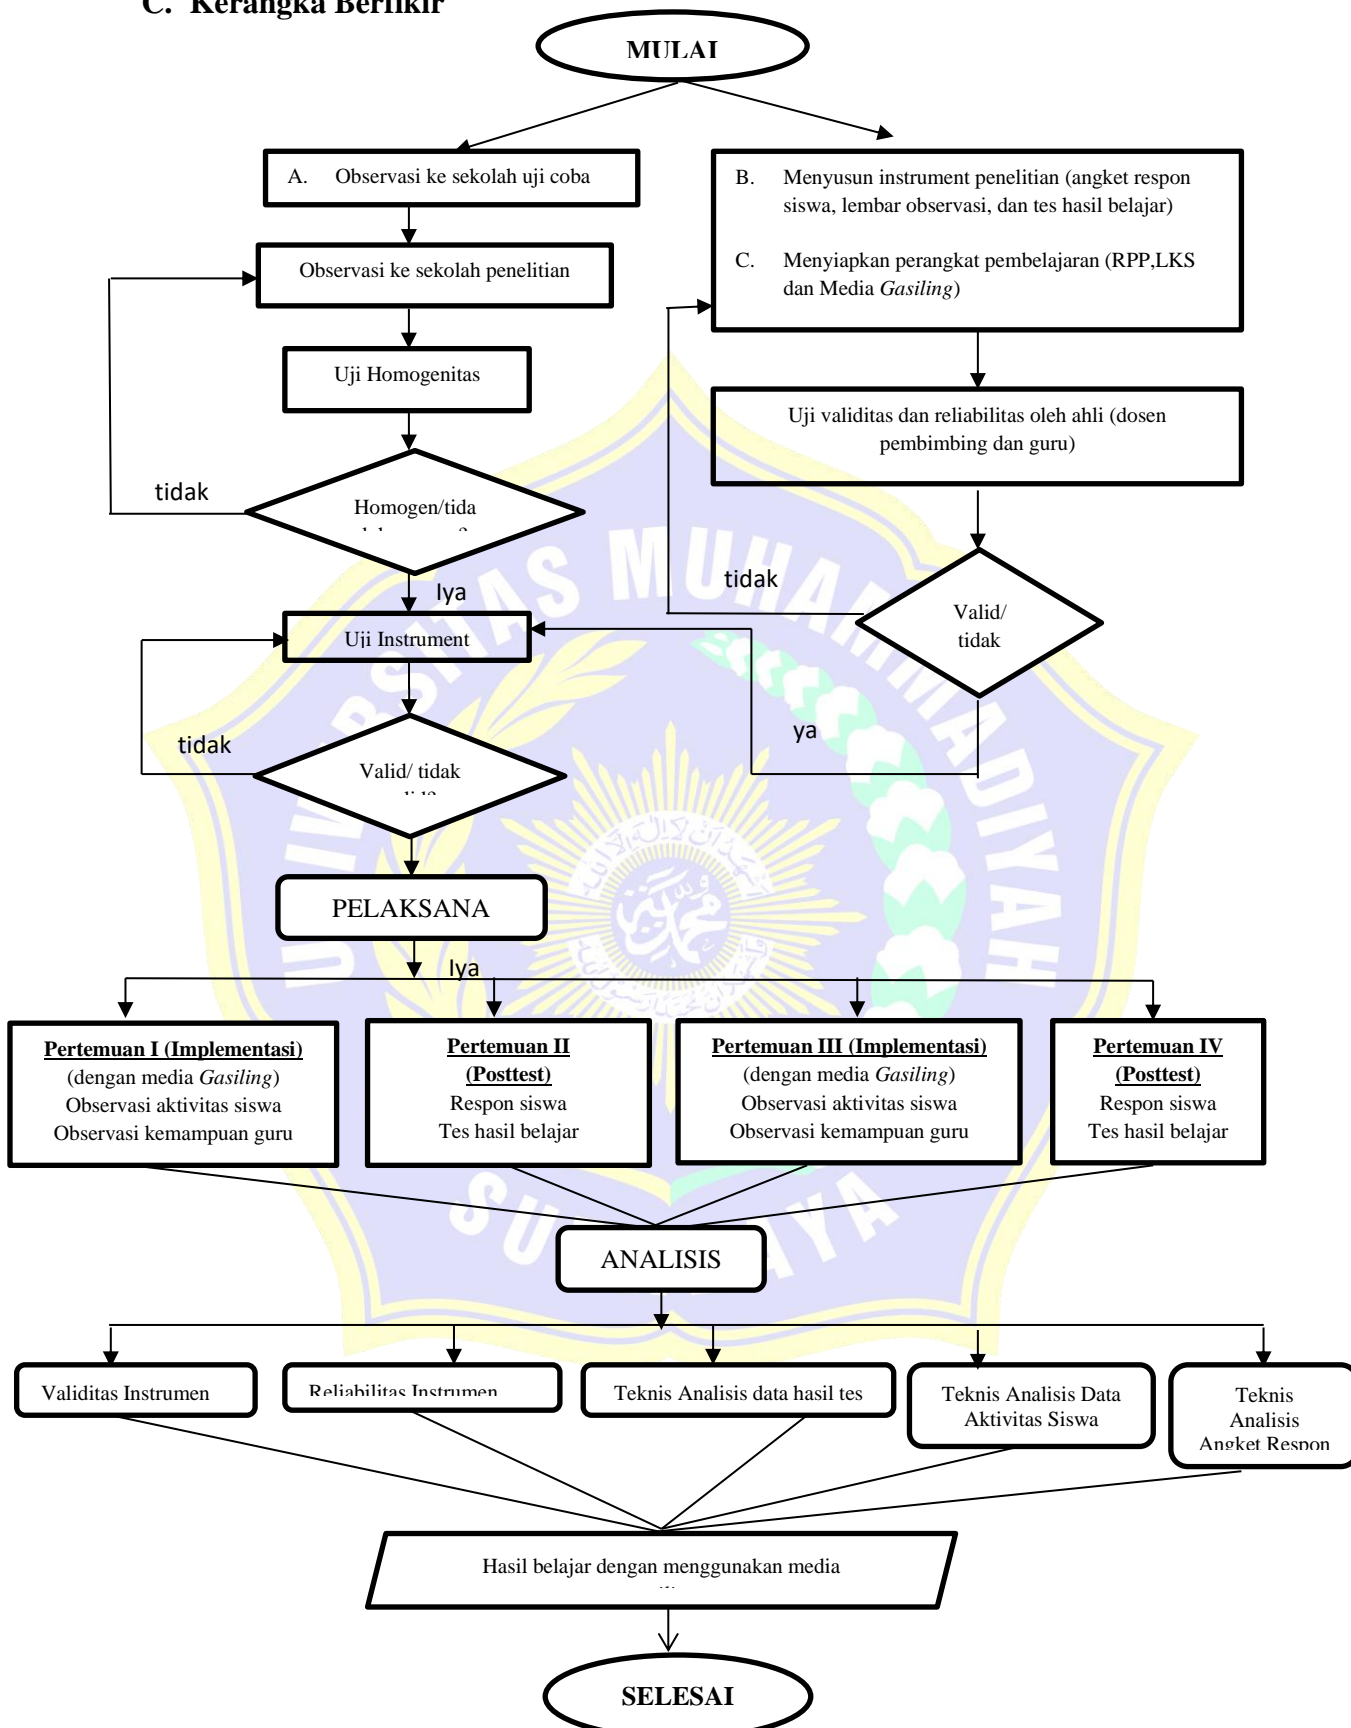 C. Kerangka Berfikir
MULAI
A. Observasi ke sekolah uji coba
B. Menyusun instrument penelitian (angket respon
siswa, lembar observasi, dan tes hasil belajar)
C. Menyiapkan perangkat pembelajaran (RPP,LKS
dan Media Gasiling)
Observasi ke sekolah penelitian
Uji Homogenitas
Uji validitas dan reliabilitas oleh ahli (dosen
pembimbing dan guru)
tidak
Homogen/tida
tidak
Valid/
tidak
Iya
Uji Instrument
ya
tidak
Valid/ tidak
PELAKSANA
Iya
Pertemuan I (Implementasi)
(dengan media Gasiling)
Observasi aktivitas siswa
Observasi kemampuan guru
Pertemuan II
(Posttest)
Respon siswa
Tes hasil belajar
Pertemuan III (Implementasi)
(dengan media Gasiling)
Observasi aktivitas siswa
Observasi kemampuan guru
Pertemuan IV
(Posttest)
Respon siswa
Tes hasil belajar
ANALISIS
Validitas Instrumen
Reliabilitas Instrumen
Teknis Analisis data hasil tes
Teknis Analisis Data
Aktivitas Siswa
Teknis
Analisis
Angket Respon
Hasil belajar dengan menggunakan media
SELESAI
UNIVERSITAS MUHAMMADIYAH